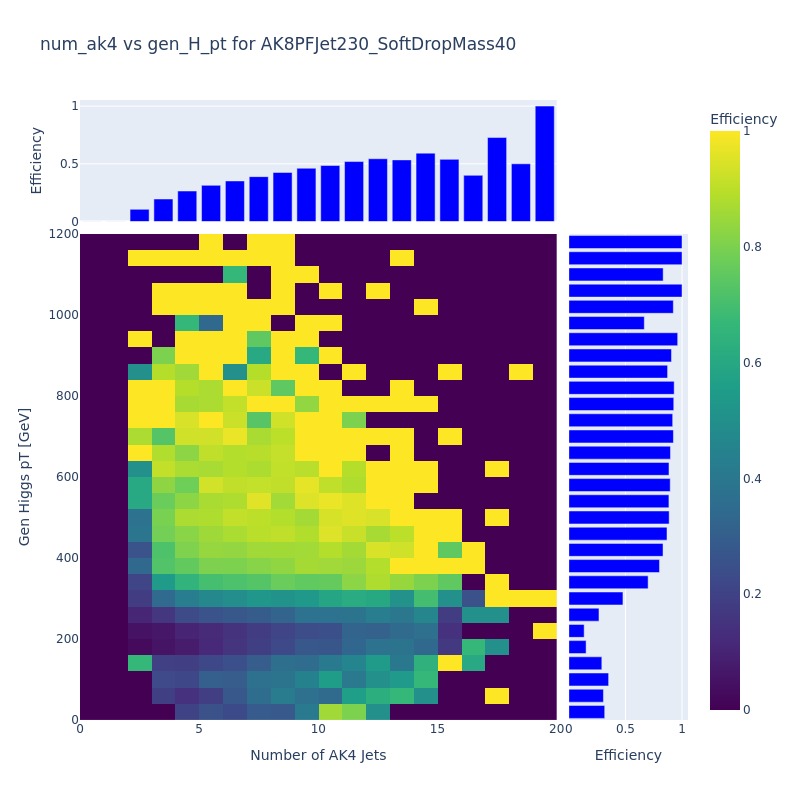 num_ak4 vs gen_H_pt for AK8PFJet230_SoftDropMass40
Efficiency
1
0.5
0
Efficiency
1
0.8
0.6
0.4
0.2
0
Gen Higgs pT [GeV]
1200
1000
800
600
400
200
0
0 5 10 15 20
Number of AK4 Jets
0 0.5 1
Efficiency